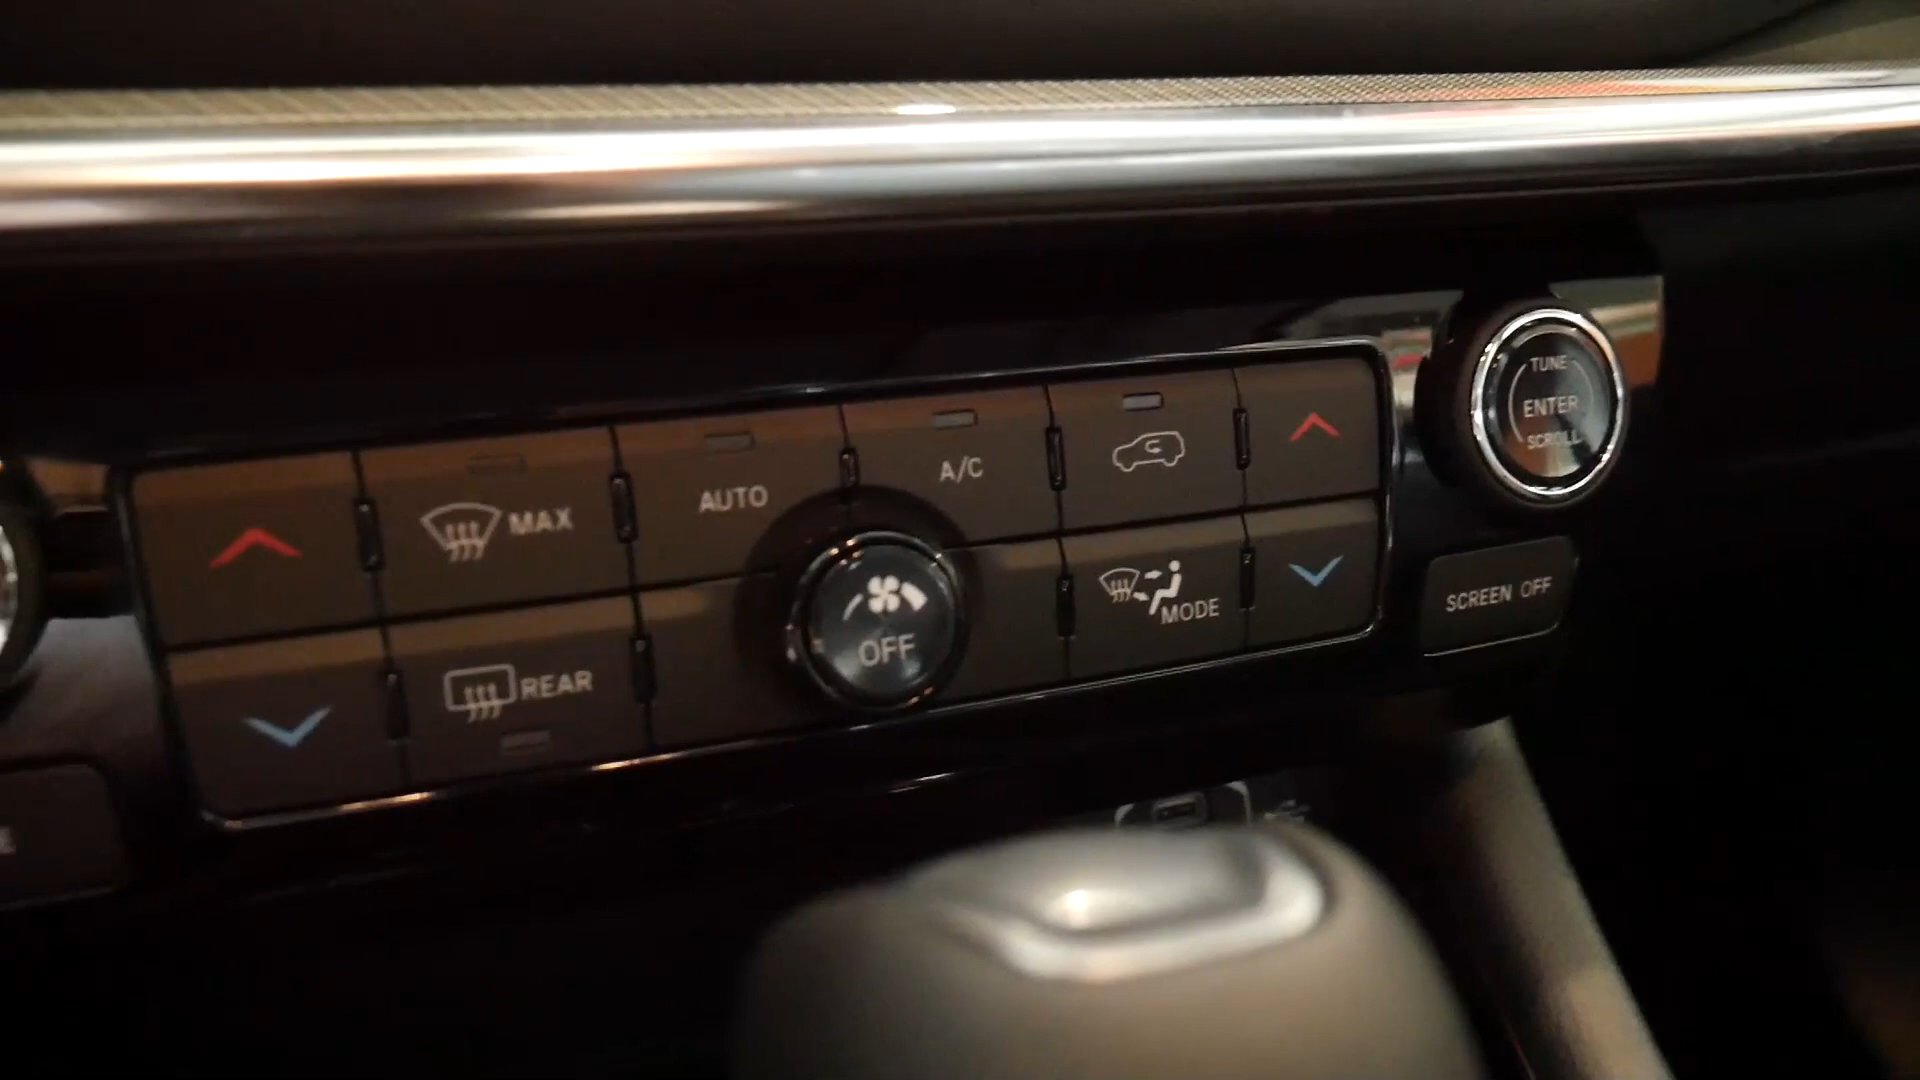 TUNE
ENTER
SCROLL
A/C
AUTO
MAX
MODE
SCREEN OFF
OFF
REAR